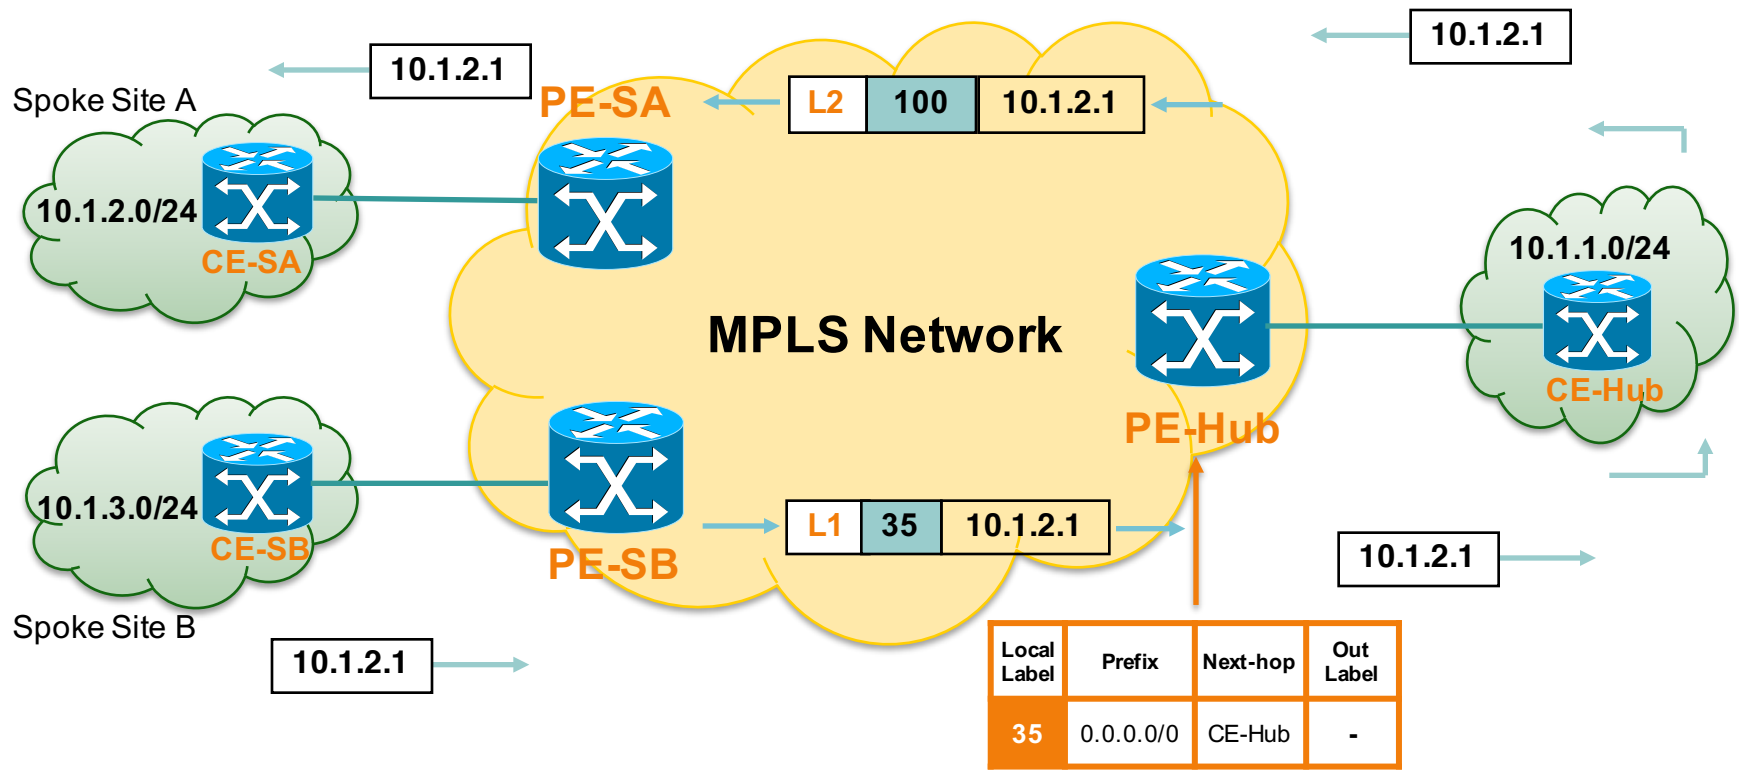 10.1.2.1
10.1.2.1
Spoke Site A
PE-SA
L2 100 10.1.2.1
10.1.2.0/24
CE-SA
10.1.1.0/24
MPLS Network
CE-Hub
PE-Hub
10.1.3.0/24
CE-SB
L1 35 10.1.2.1
PE-SB
10.1.2.1
Spoke Site B
10.1.2.1
Local Label Prefix Next-hop Out Label
35 0.0.0.0/0 CE-Hub -